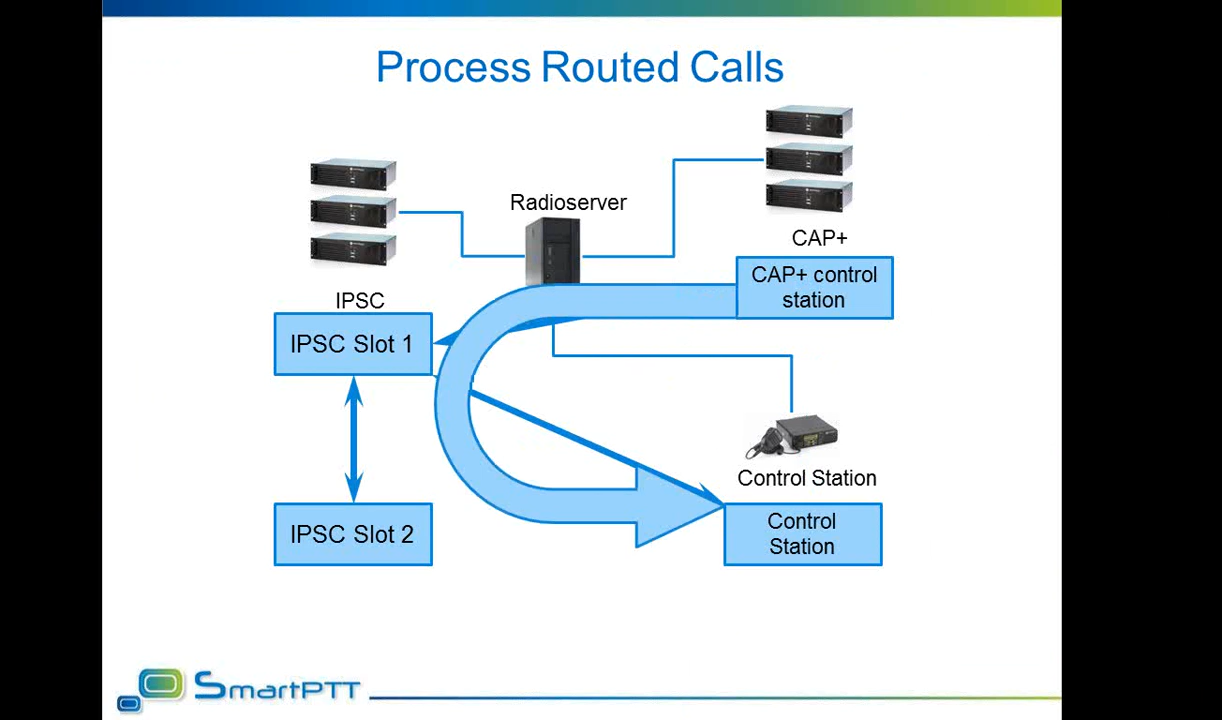 Process Routed Calls
Radioserver
CAP+
CAP+ control
station
IPSC
IPSC Slot 1
Control Station
IPSC Slot 2
Control
Station
SmartPTT